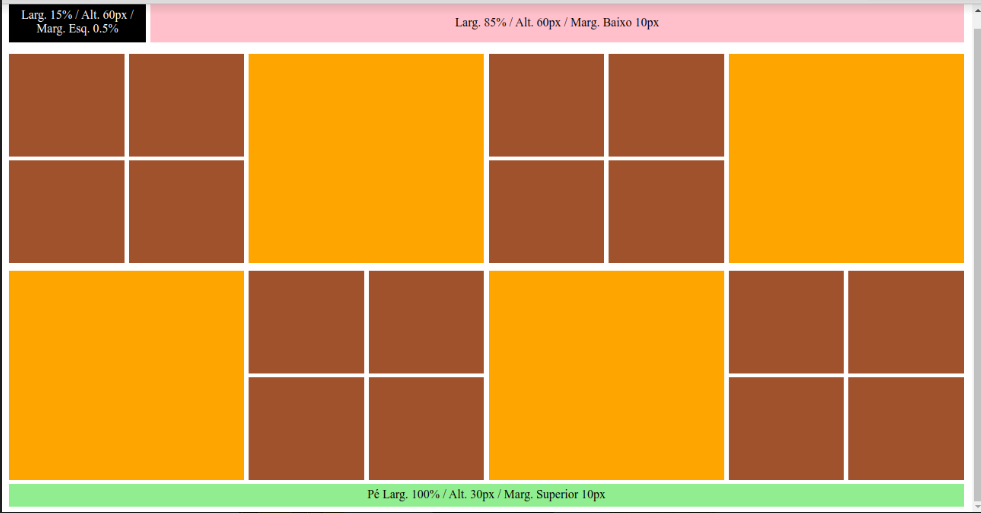 Larg. 15% / Alt. 60px /
Marg. Esq. 0.5%
Larg. 85% / Alt. 60px / Marg. Baixo 10px
Pé Larg. 100% / Alt. 30px / Marg. Superior 10px